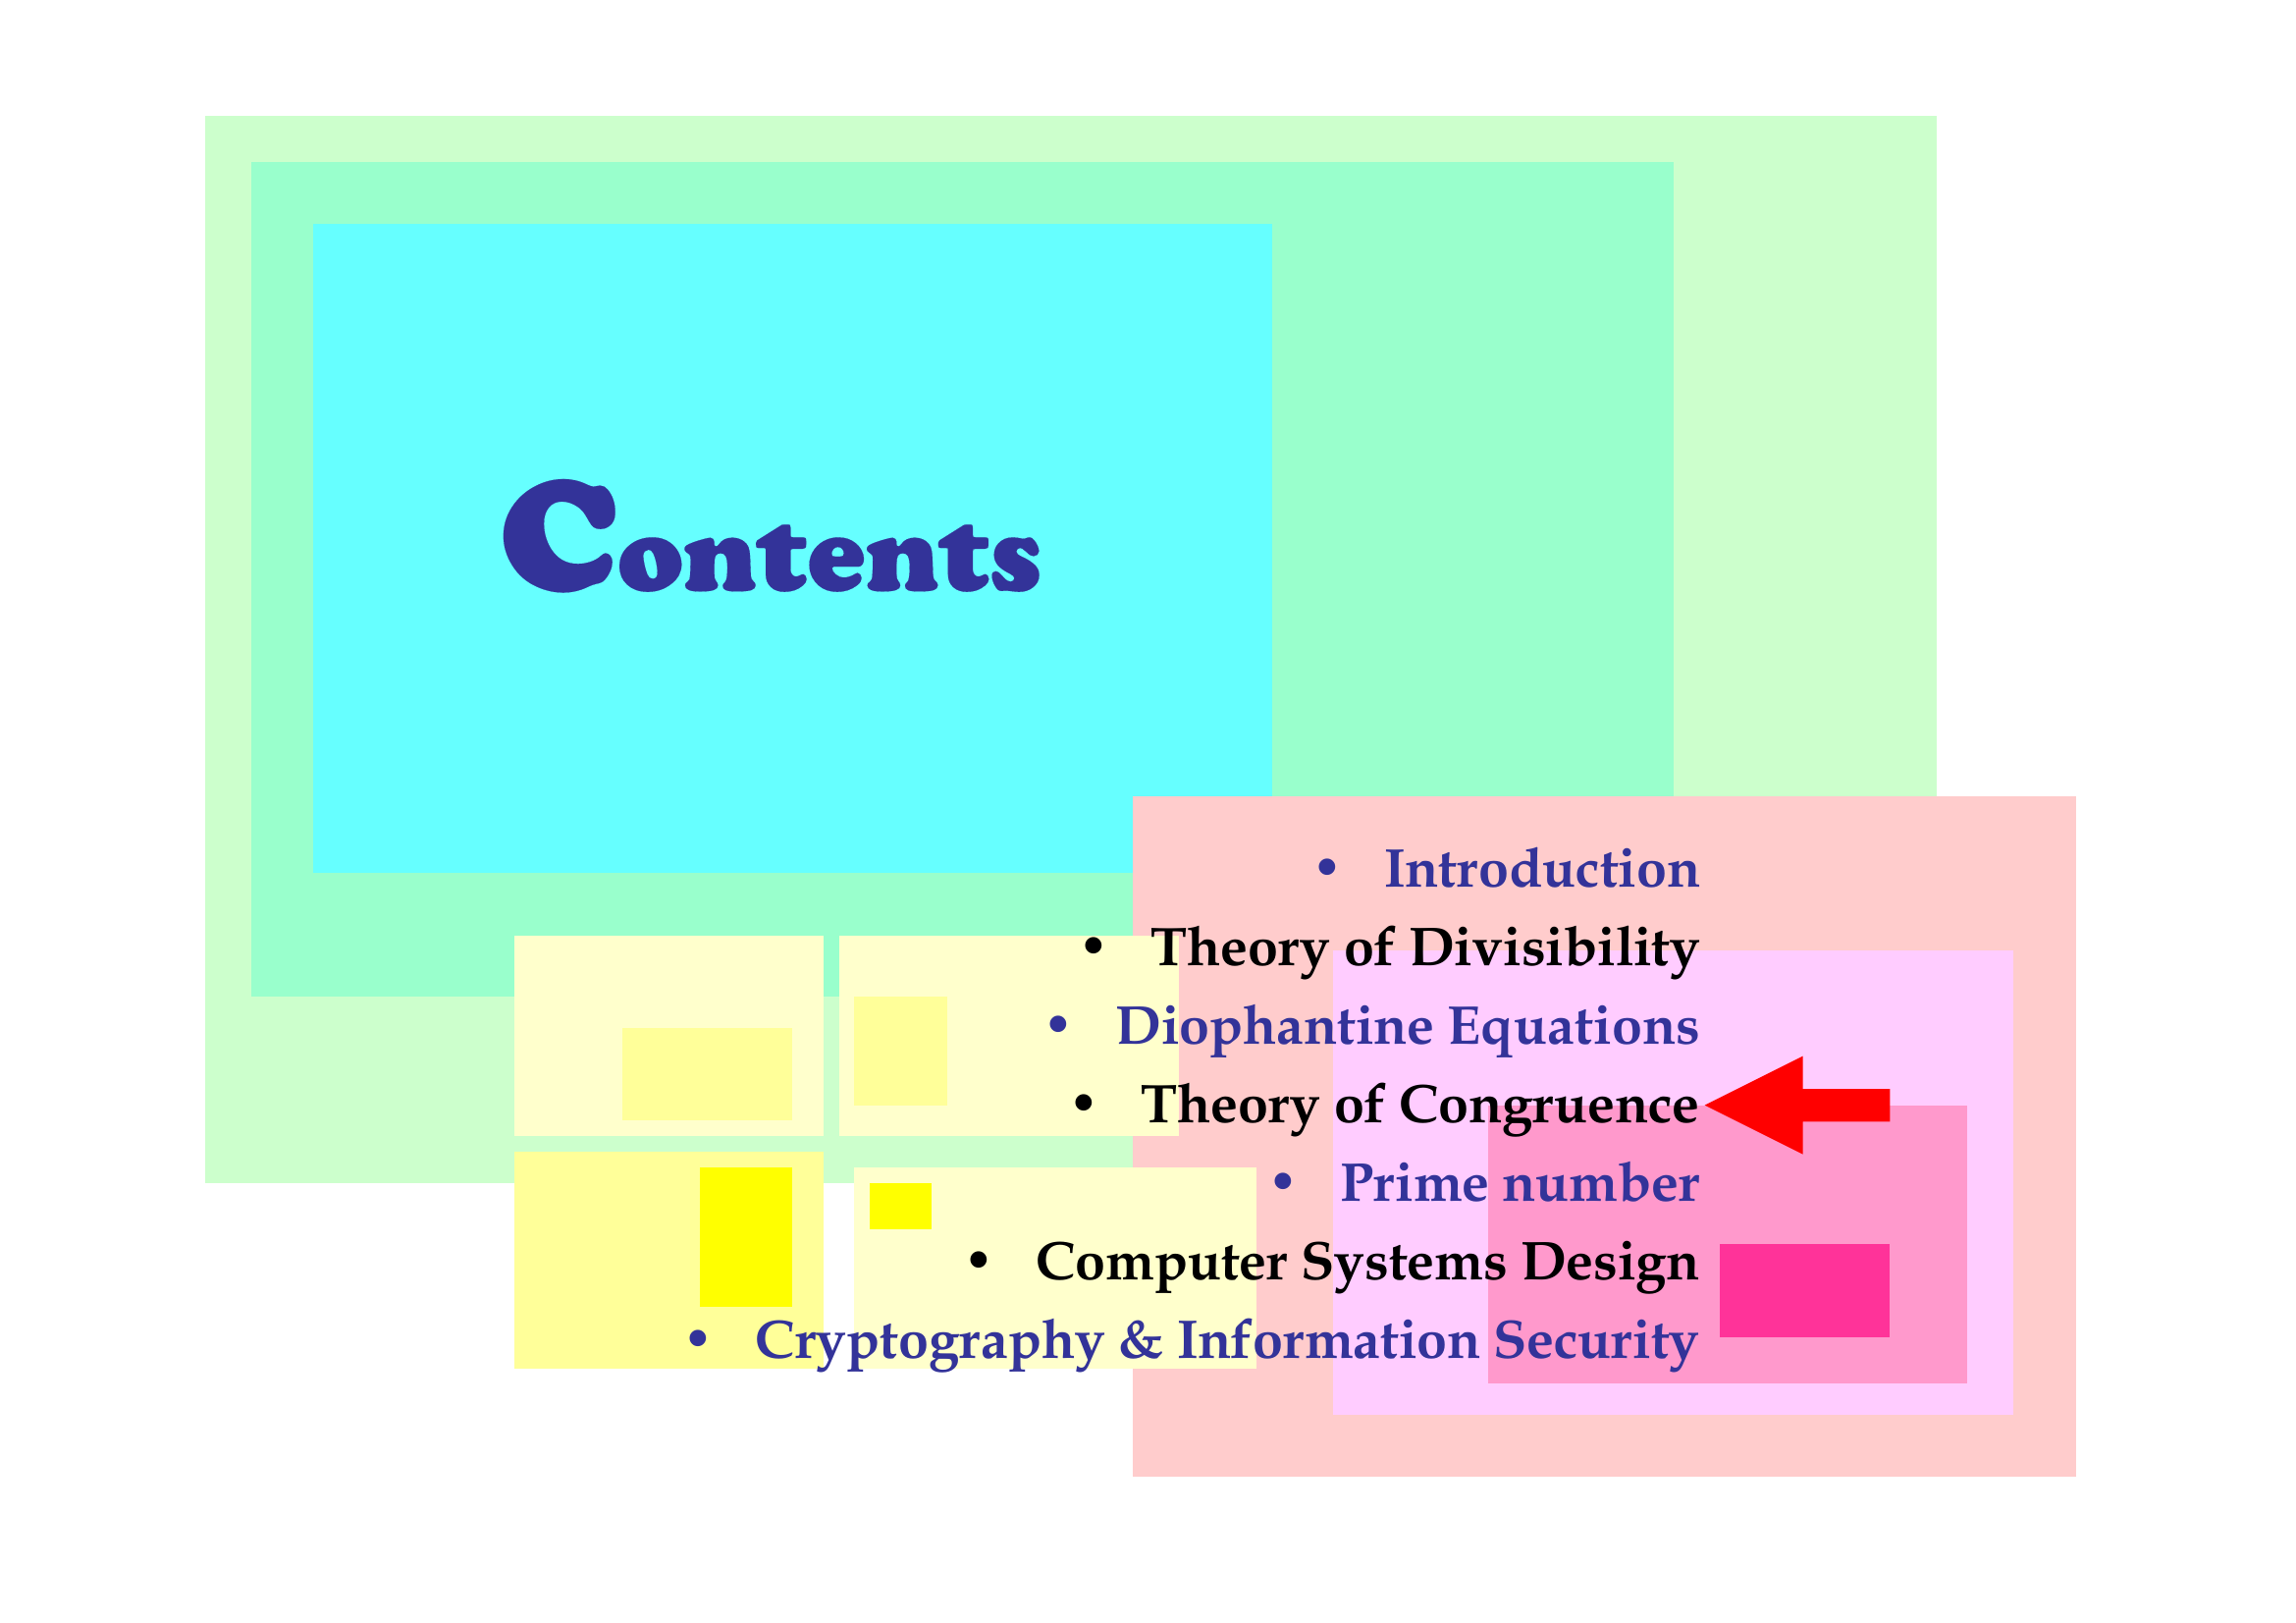 Contents
• Introduction
• Theory of Divisibility
• Diophantine Equations
• Theory of Congruence
• Prime number
• Computer Systems Design
• Cryptography & Information Security